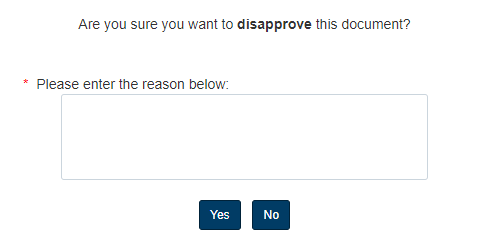 Are you sure you want to disapprove this document?
* Please enter the reason below:
Yes No